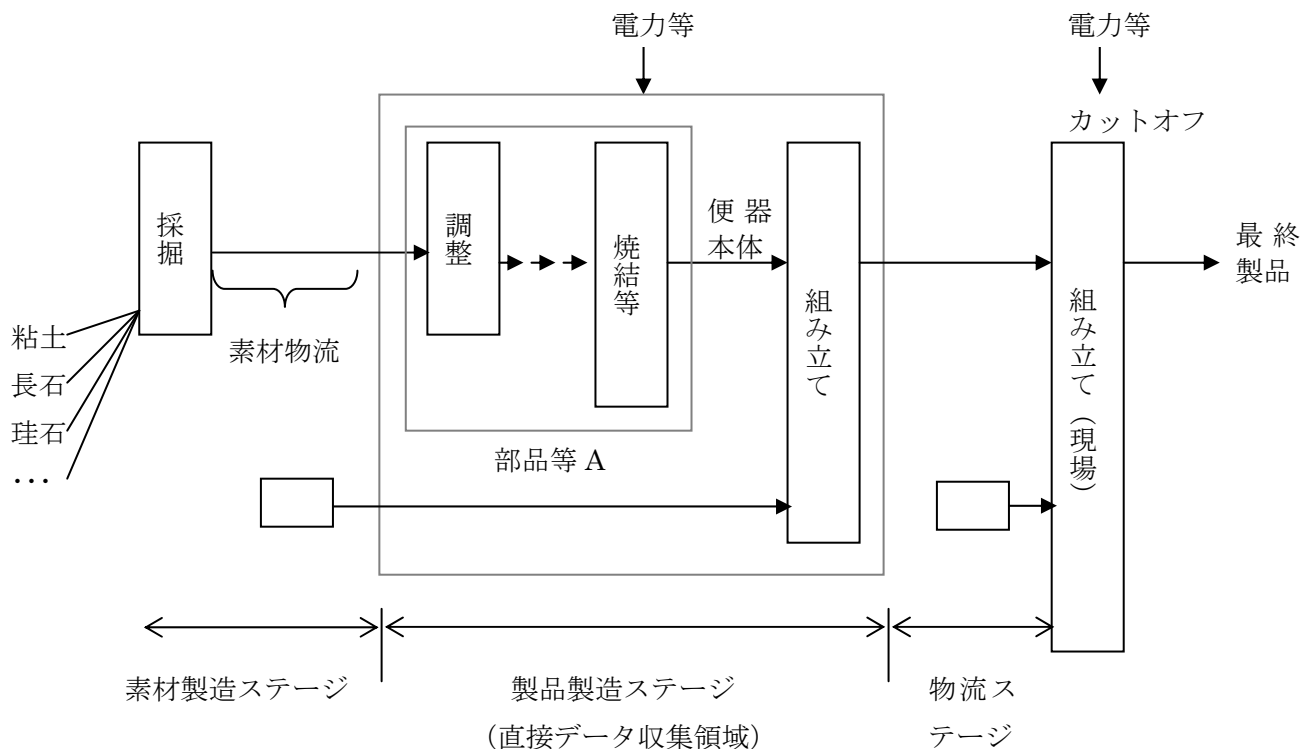 電力等
電力等
カットオフ
採掘
調整
焼結等
便器
本体
組み立て
組み立て（現場）
最終
製品
素材物流
粘土
長石
珪石
…
部品等 A
素材製造ステージ
製品製造ステージ
（直接データ収集領域）
物流ス
テージ